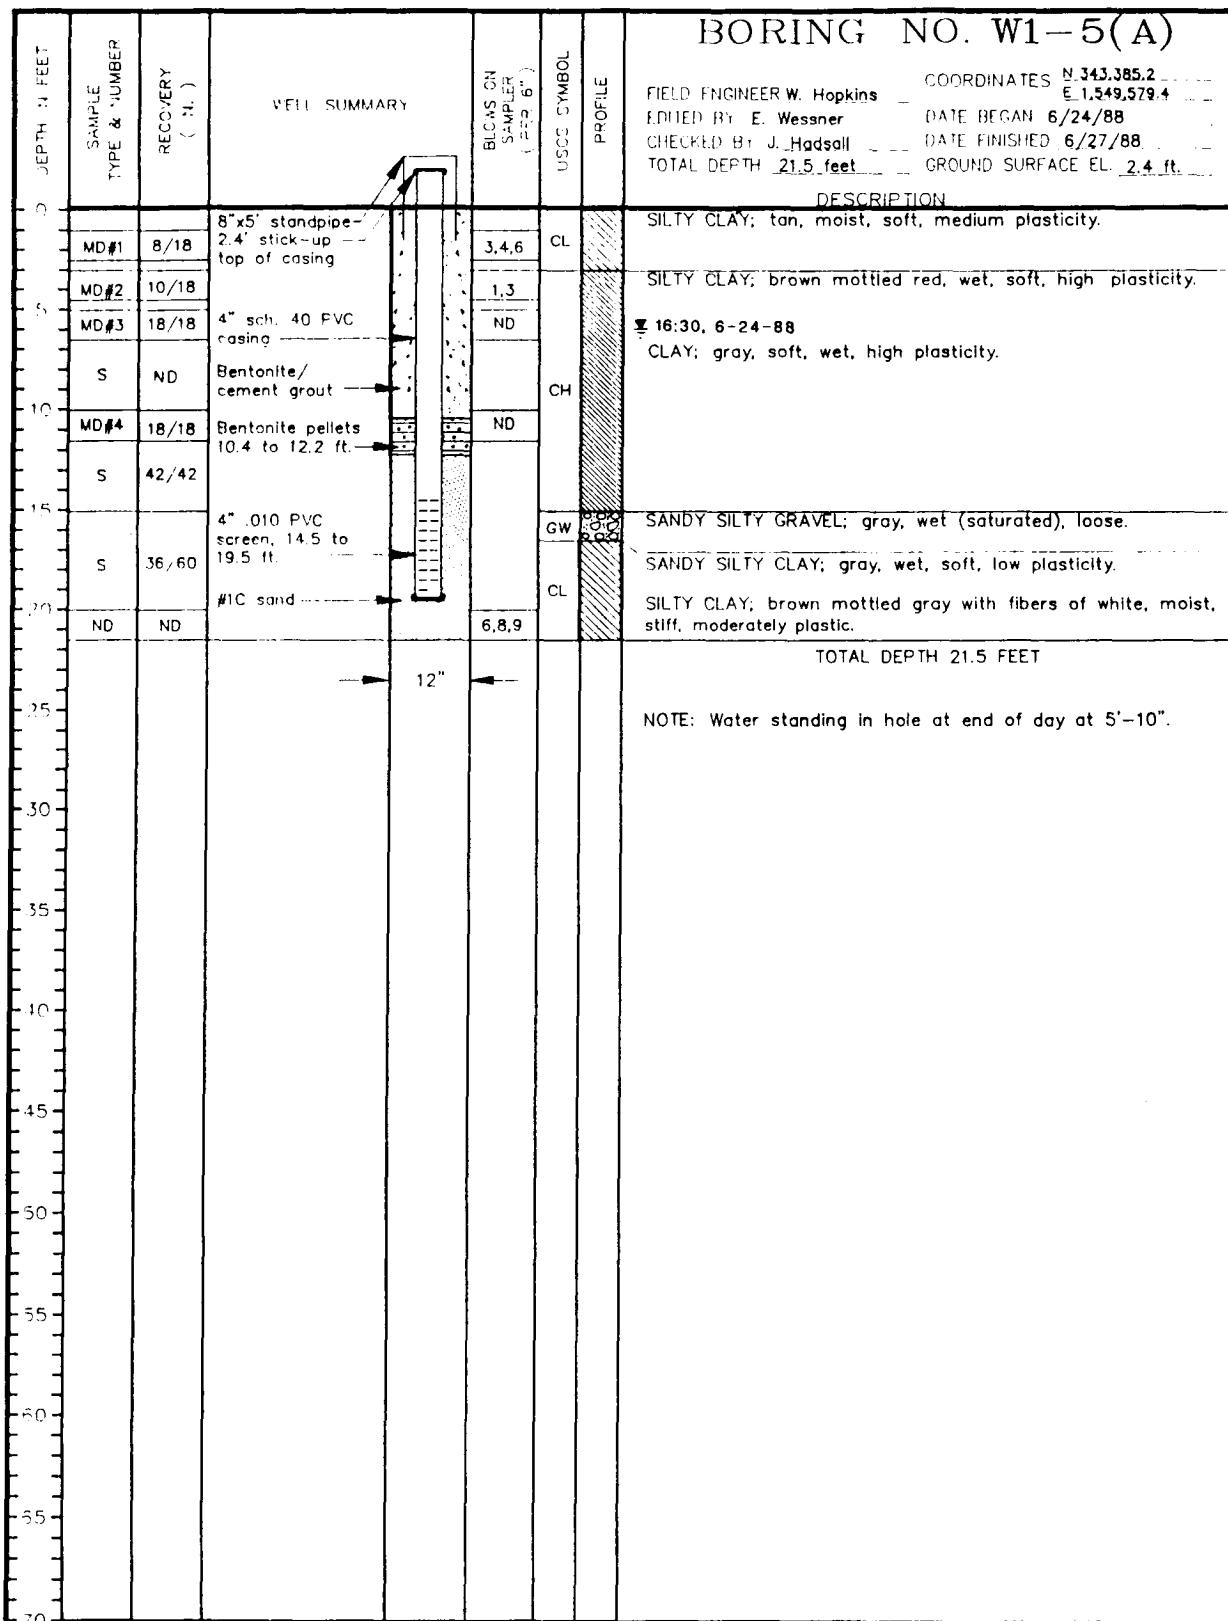 BORING NO. W1-5(A)
FIELD ENGINEER W. Hopkins
COORDINATES N 343,385.2
E 1,549,579.4
EDITED BY E. Wessner
DATE BEGAN 6/24/88
CHECKED BY J. Hadsall
DATE FINISHED 6/27/88
TOTAL DEPTH 21.5 feet
GROUND SURFACE EL. 2.4 ft.
DEPTH IN FEET
SAMPLE
TYPE & NUMBER
RECOVERY
( IN. )
WELL SUMMARY
BLOWS ON
SAMPLER
( PER 6" )
USCS SYMBOL
PROFILE
DESCRIPTION
0
8"x5' standpipe
2.4' stick-up
top of casing
SILTY CLAY; tan, moist, soft, medium plasticity.
MD#1
8/18
3,4,6
CL
MD#2
10/18
1,3
SILTY CLAY; brown mottled red, wet, soft, high plasticity.
5
MD#3
18/18
4" sch. 40 PVC
casing
ND
16:30, 6-24-88
CLAY; gray, soft, wet, high plasticity.
S
ND
Bentonite/
cement grout
CH
10
MD#4
18/18
Bentonite pellets
10.4 to 12.2 ft.
ND
S
42/42
15
4" .010 PVC
screen, 14.5 to
19.5 ft.
GW
SANDY SILTY GRAVEL; gray, wet (saturated), loose.
S
36/60
SANDY SILTY CLAY; gray, wet, soft, low plasticity.
#1C sand
CL
SILTY CLAY; brown mottled gray with fibers of white, moist,
stiff, moderately plastic.
20
ND
ND
6,8,9
TOTAL DEPTH 21.5 FEET
12"
25
NOTE: Water standing in hole at end of day at 5'-10".
30
35
40
45
50
55
60
65
70